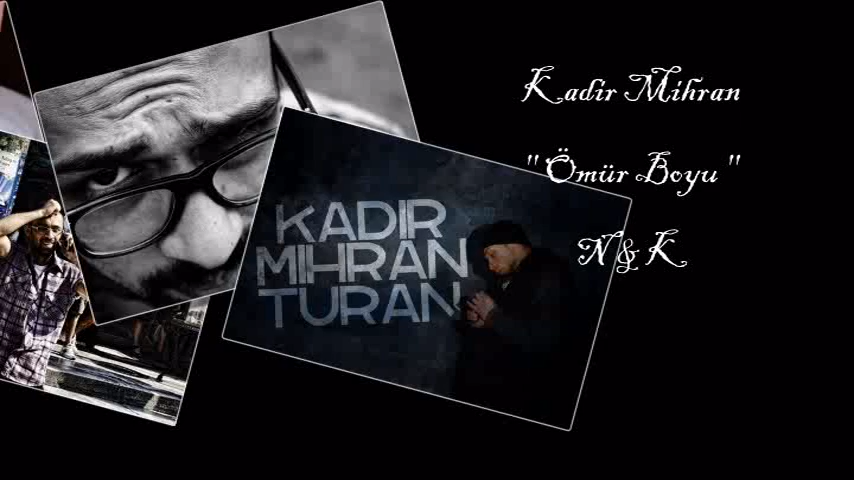 Kadir Mihran
"Ömür Boyu"
N & K
KADIR
MIHRAN
TURAN